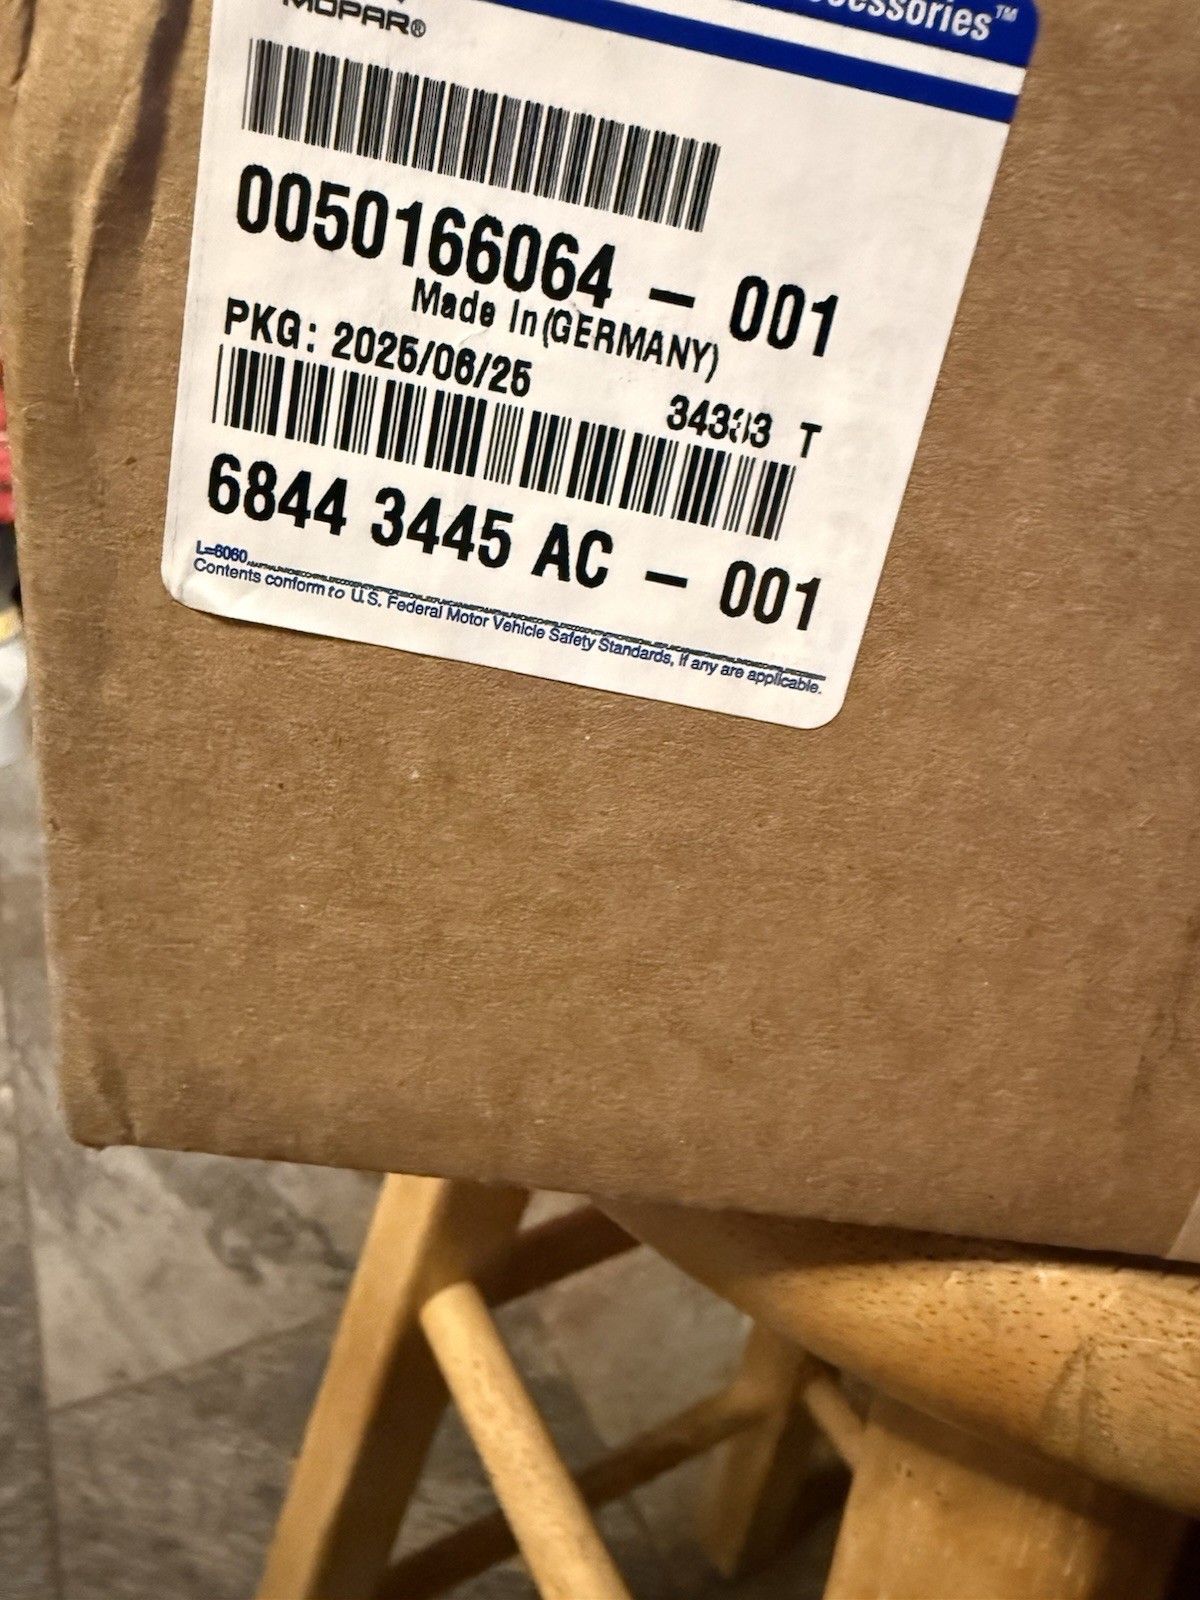 MOPAR®
ccessories™
0050166064 – 001
Made In (GERMANY)
PKG: 2025/06/25
34333 T
6844 3445 AC – 001
L=6060
Contents conform to U.S. Federal Motor Vehicle Safety Standards, if any are applicable.